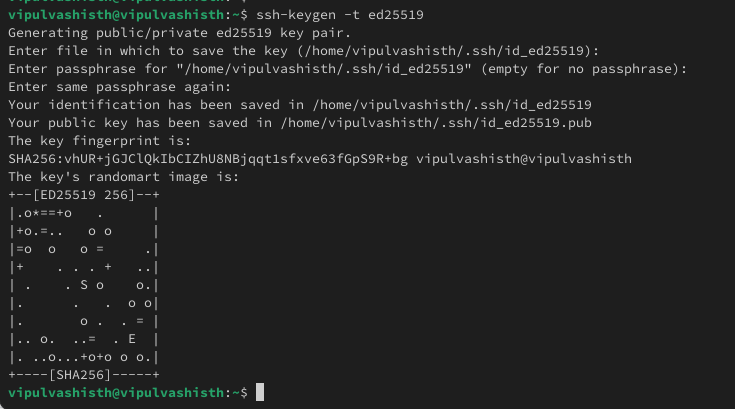 vipulvashisth@vipulvashisth:~$ ssh-keygen -t ed25519
Generating public/private ed25519 key pair.
Enter file in which to save the key (/home/vipulvashisth/.ssh/id_ed25519):
Enter passphrase for "/home/vipulvashisth/.ssh/id_ed25519" (empty for no passphrase):
Enter same passphrase again:
Your identification has been saved in /home/vipulvashisth/.ssh/id_ed25519
Your public key has been saved in /home/vipulvashisth/.ssh/id_ed25519.pub
The key fingerprint is:
SHA256:vhUR+jGJClQkIbCIZhU8NBjqqt1sfxve63fGpS9R+bg vipulvashisth@vipulvashisth
The key's randomart image is:
+--[ED25519 256]--+
|.o*==+o   .      |
|+o.=..   o o     |
|=o  o   o =     .|
|+    . . . +   ..|
| .    . S o    o.|
|.      .   .  o o|
|.       o .  . = |
|.. o.  ..=  . E  |
|. ..o...+o+o o o.|
+----[SHA256]-----+
vipulvashisth@vipulvashisth:~$